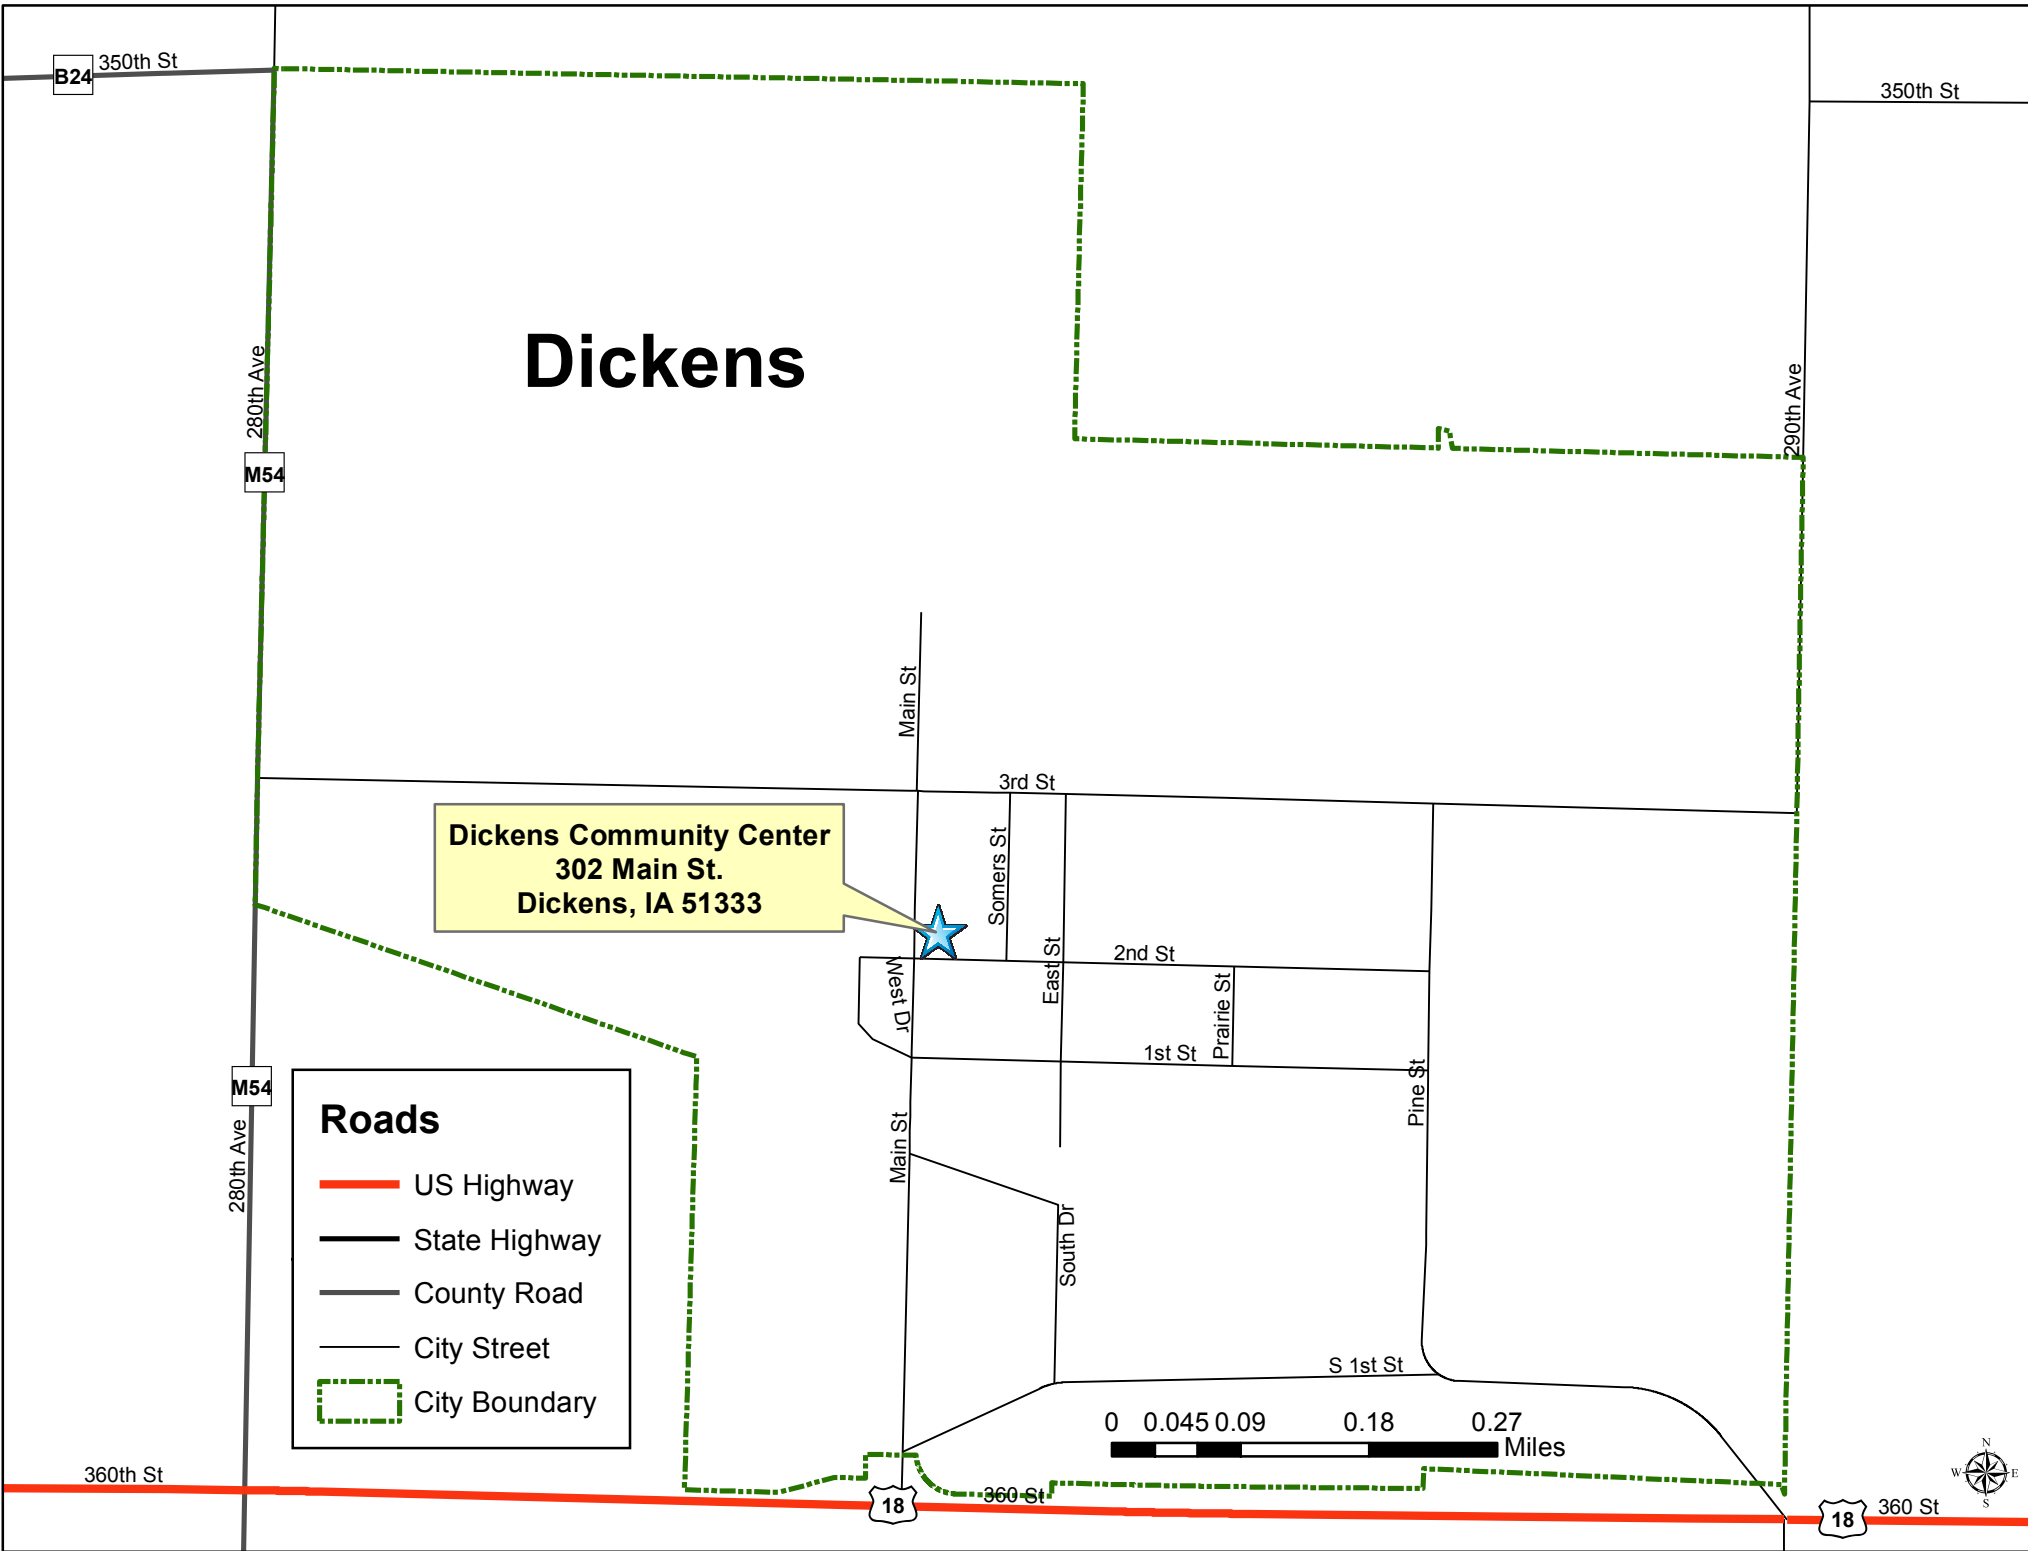 B24
350th St
350th St
Dickens
280th Ave
290th Ave
M54
Main St
3rd St
Dickens Community Center
302 Main St.
Dickens, IA 51333
Somers St
East St
2nd St
West Dr
Prairie St
1st St
Pine St
M54
280th Ave
Main St
South Dr
Roads
US Highway
State Highway
County Road
City Street
City Boundary
S 1st St
0 0.045 0.09 0.18 0.27
Miles
N
W E
S
360th St
18
360 St
18
360 St